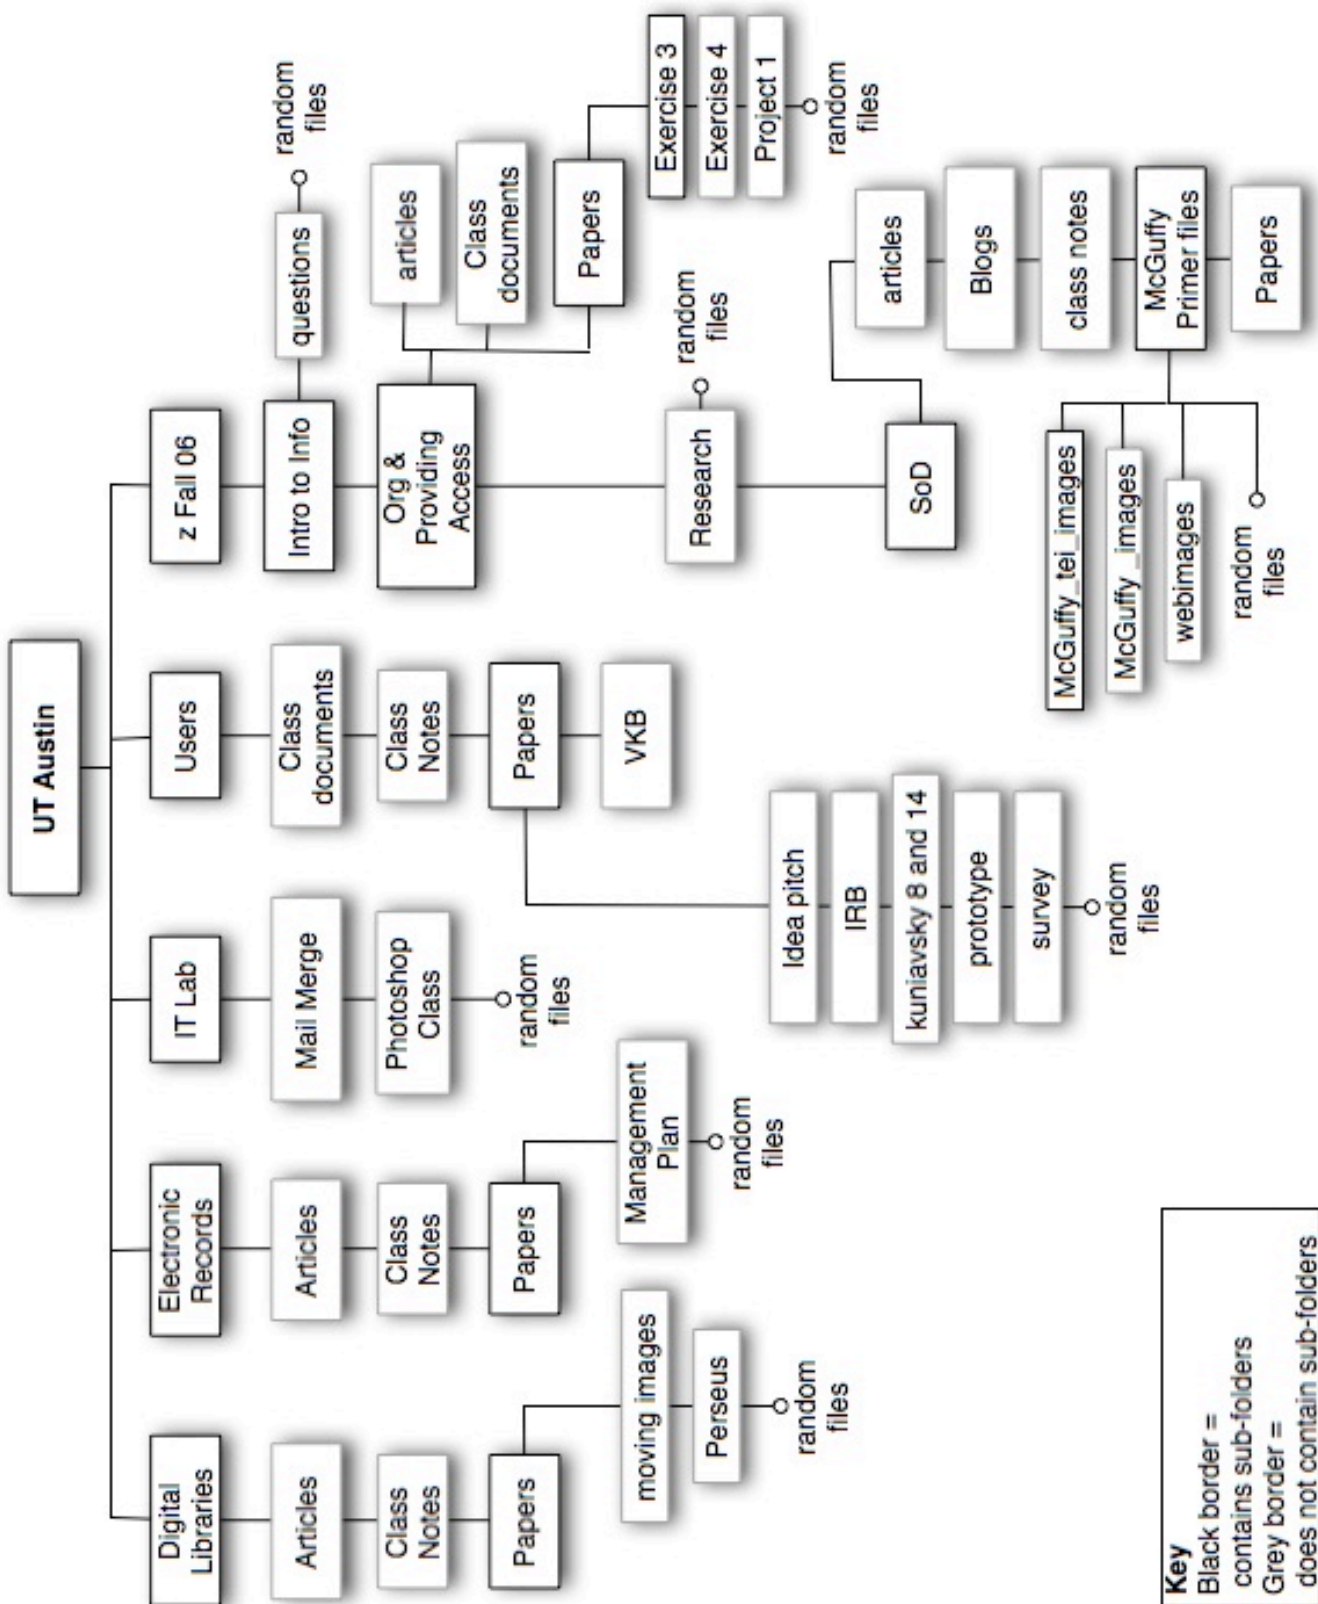 UT Austin
Digital
Libraries
Articles
Class
Notes
Papers
moving images
Perseus
random
files
Electronic
Records
Articles
Class
Notes
Papers
Management
Plan
random
files
IT Lab
Mail Merge
Photoshop
Class
random
files
Users
Class
documents
Class
Notes
Papers
VKB
Idea pitch
IRB
kuniavsky 8 and 14
prototype
survey
random
files
z Fall 06
Intro to Info
questions
random
files
Org &
Providing
Access
articles
Class
documents
Papers
Exercise 3
Exercise 4
Project 1
random
files
Research
random
files
SoD
articles
Blogs
class notes
McGuffy
Primer files
Papers
McGuffy_tei_images
McGuffy _images
webimages
random
files
Key
Black border =
contains sub-folders
Grey border =
does not contain sub-folders